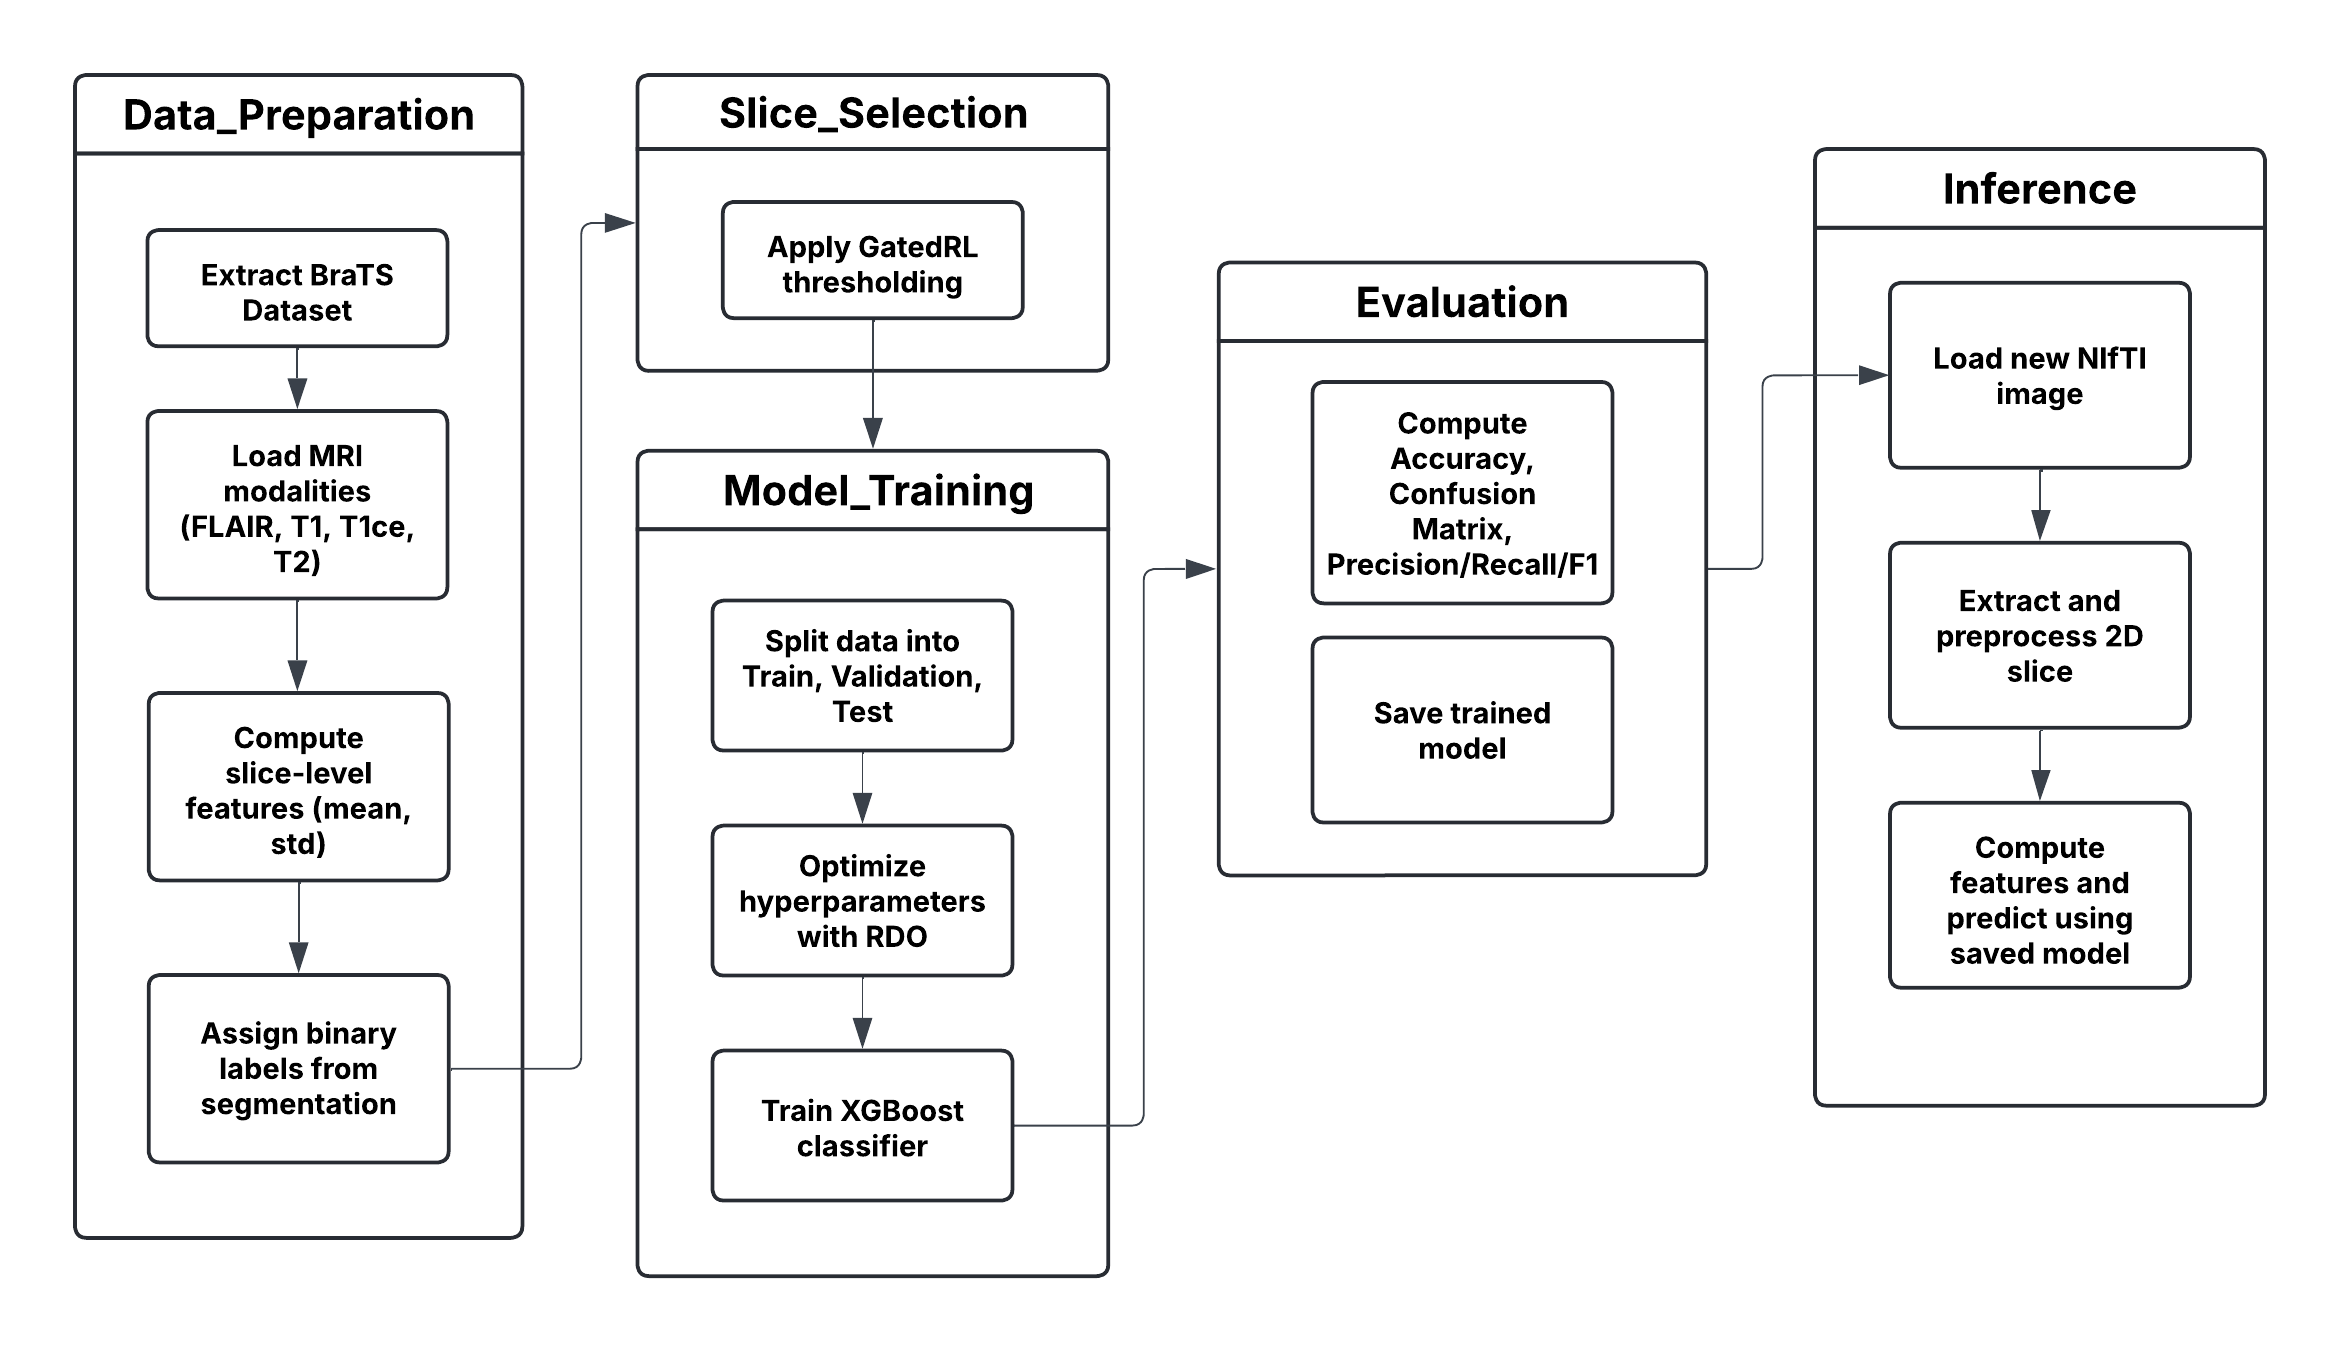 Data_Preparation
Extract BraTS
Dataset
Load MRI
modalities
(FLAIR, T1, T1ce,
T2)
Compute
slice-level
features (mean,
std)
Assign binary
labels from
segmentation
Slice_Selection
Apply GatedRL
thresholding
Model_Training
Split data into
Train, Validation,
Test
Optimize
hyperparameters
with RDO
Train XGBoost
classifier
Evaluation
Compute
Accuracy,
Confusion
Matrix,
Precision/Recall/F1
Save trained
model
Inference
Load new NIfTI
image
Extract and
preprocess 2D
slice
Compute
features and
predict using
saved model